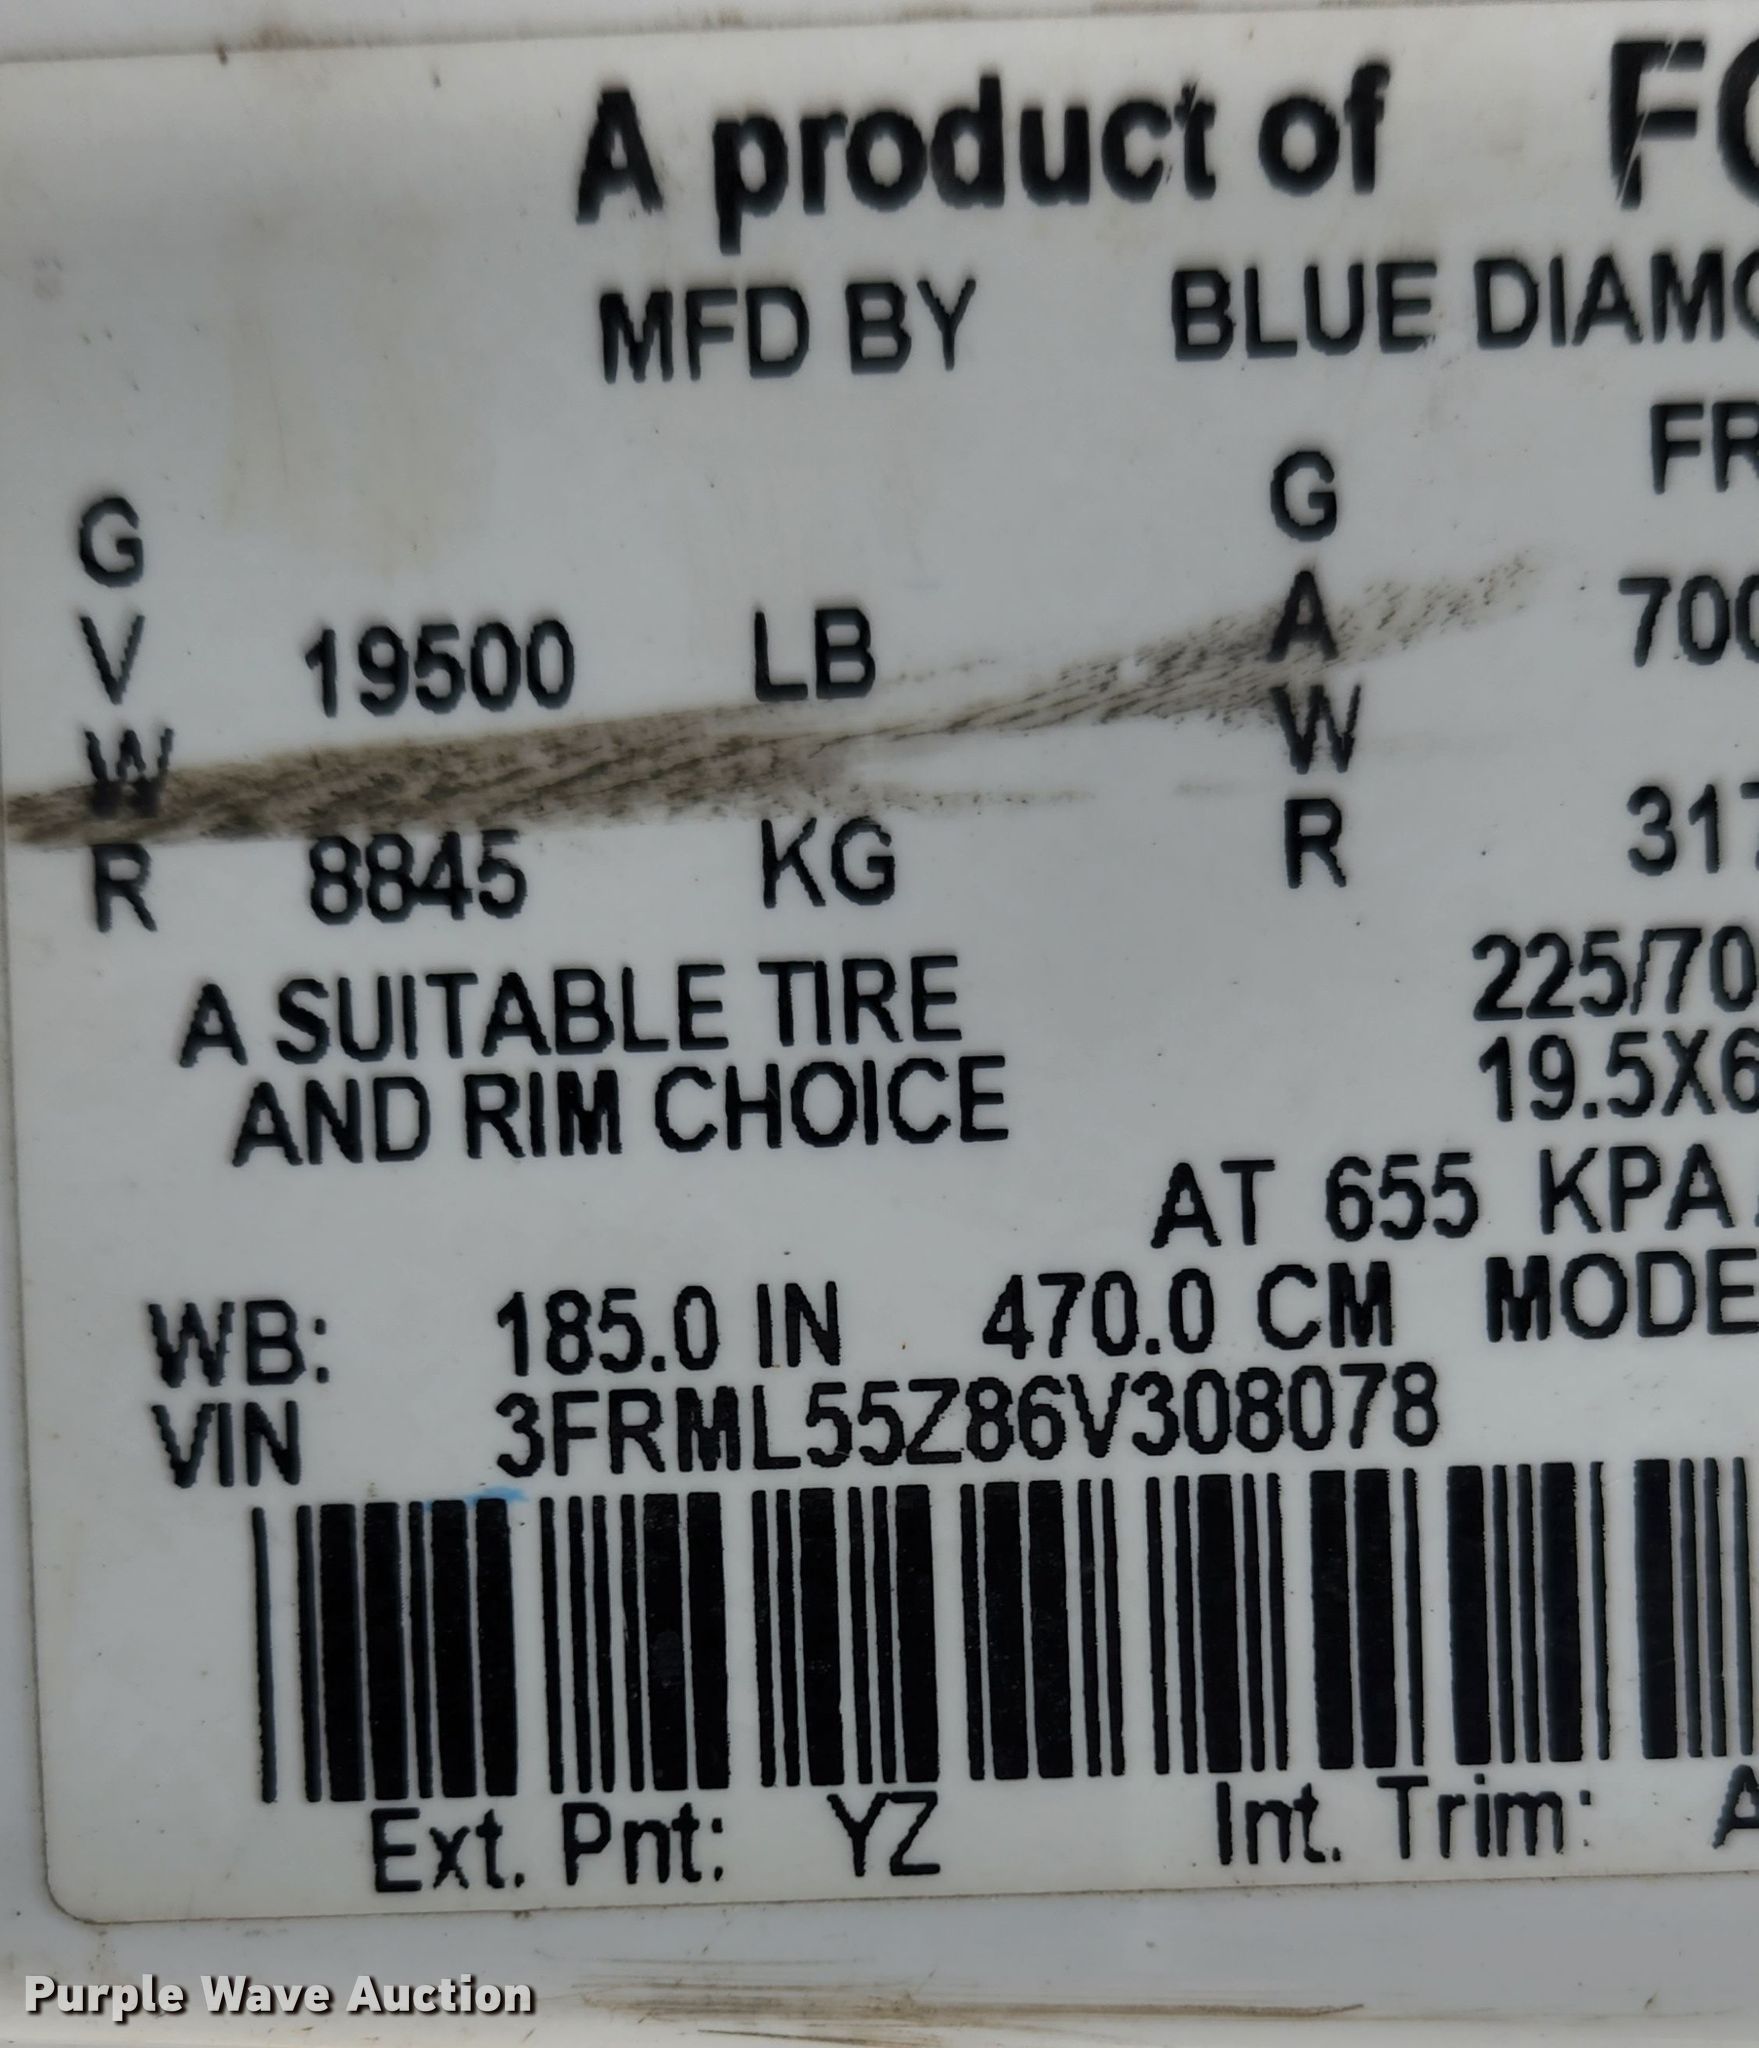 A product of FO
MFD BY BLUE DIAMO
G V W R 19500 LB 8845 KG
G A W R FR 700 317
A SUITABLE TIRE
AND RIM CHOICE
225/70
19.5X6
AT 655 KPA
WB: 185.0 IN 470.0 CM MODE
VIN 3FRML55Z86V308078
Ext. Pnt: YZ Int. Trim: A
Purple Wave Auction